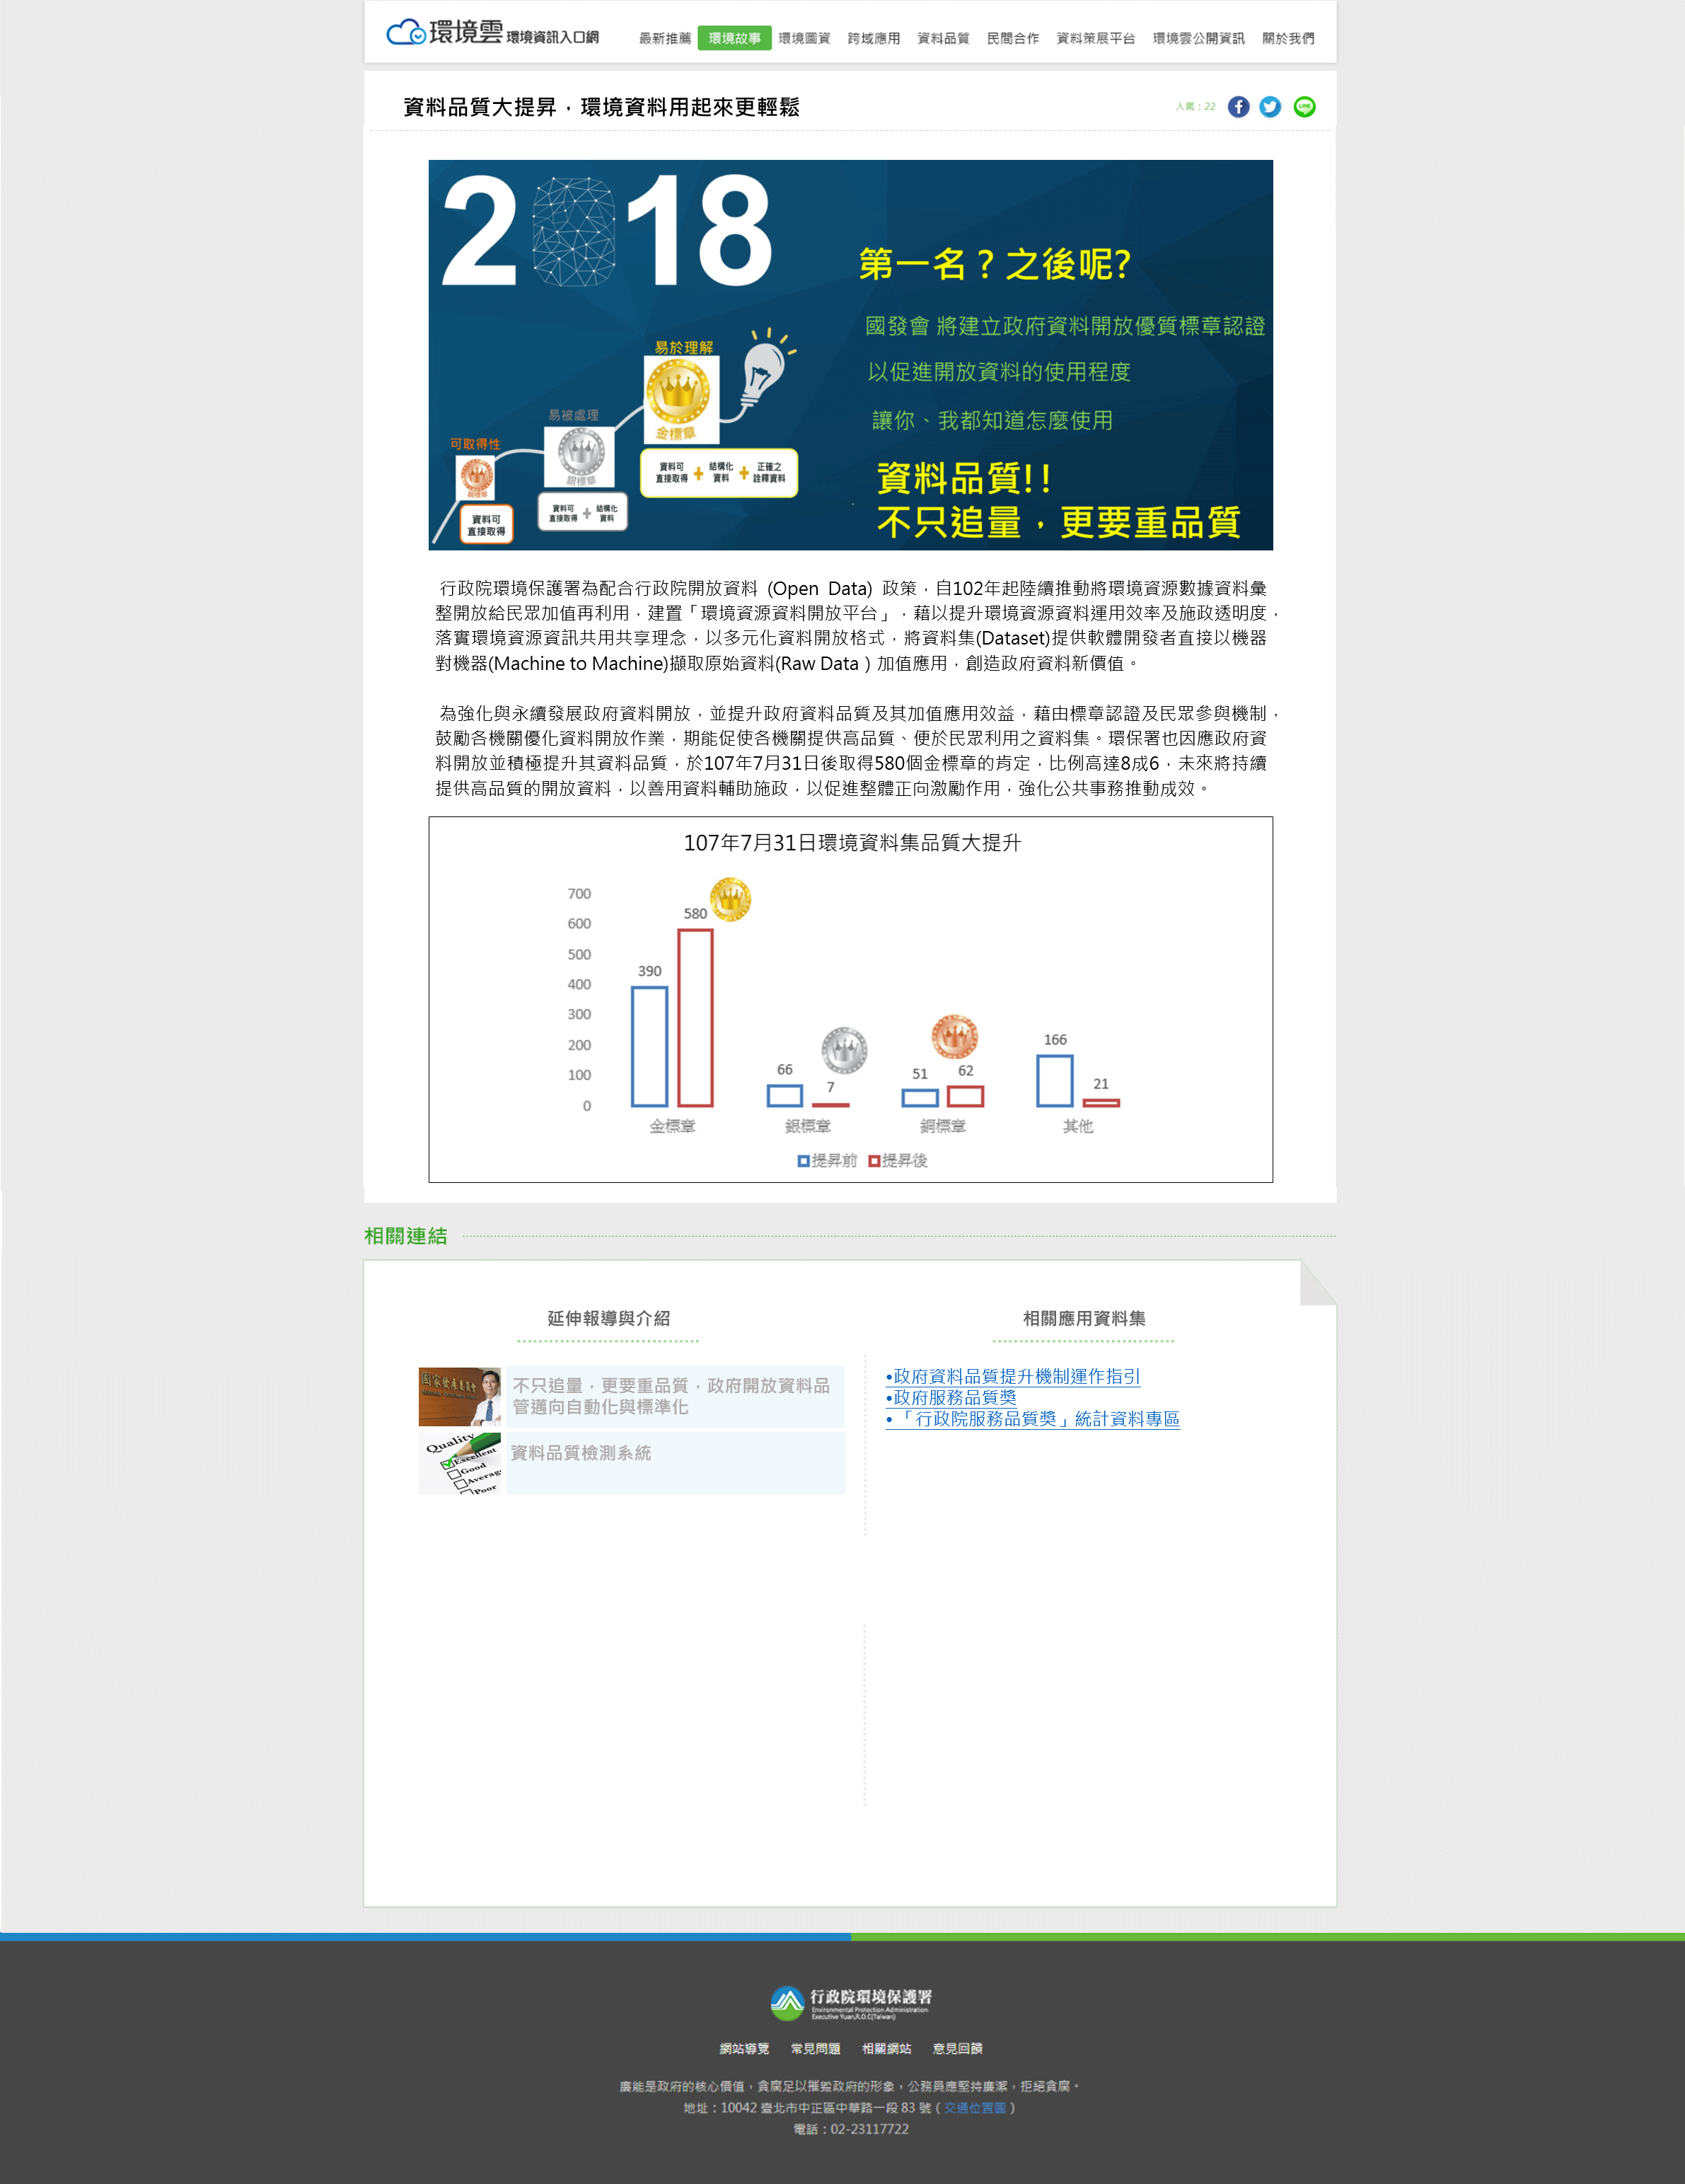 環境雲 環境資訊入口網
最新推薦 環境故事 環境圖資 跨域應用 資料品質 民間合作 資料策展平台 環境雲公開資訊 關於我們
資料品質大提昇，環境資料用起來更輕鬆
人氣：22
LINE
2018
第一名？之後呢?
國發會 將建立政府資料開放優質標章認證
以促進開放資料的使用程度
讓你、我都知道怎麼使用
資料品質!!
不只追量，更要重品質
易於理解
金標章
資料可直接取得 + 結構化資料 + 正確之詮釋資料
易被處理
銀標章
資料可直接取得 + 結構化資料
可取得性
銅標章
資料可
直接取得
行政院環境保護署為配合行政院開放資料 (Open Data) 政策，自102年起陸續推動將環境資源數據資料彙
整開放給民眾加值再利用，建置「環境資源資料開放平台」，藉以提升環境資源資料運用效率及施政透明度，
落實環境資源資訊共用共享理念，以多元化資料開放格式，將資料集(Dataset)提供軟體開發者直接以機器
對機器(Machine to Machine)擷取原始資料(Raw Data ) 加值應用，創造政府資料新價值。
為強化與永續發展政府資料開放，並提升政府資料品質及其加值應用效益，藉由標章認證及民眾參與機制，
鼓勵各機關優化資料開放作業，期能促使各機關提供高品質、便於民眾利用之資料集。環保署也因應政府資
料開放並積極提升其資料品質，於107年7月31日後取得580個金標章的肯定，比例高達8成6，未來將持續
提供高品質的開放資料，以善用資料輔助施政，以促進整體正向激勵作用，強化公共事務推動成效。
107年7月31日環境資料集品質大提升
700
600
500
400
300
200
100
0
390
580
66
7
51
62
166
21
金標章 銀標章 銅標章 其他
提昇前 提昇後
相關連結
延伸報導與介紹
國家發展委員會
不只追量，更要重品質，政府開放資料品
管邁向自動化與標準化
Quality
Excellent
Good
Average
Poor
資料品質檢測系統
相關應用資料集
•政府資料品質提升機制運作指引
•政府服務品質獎
•「行政院服務品質獎」統計資料專區
行政院環境保護署
Environmental Protection Administration
Executive Yuan,R.O.C(Taiwan)
網站導覽 常見問題 相關網站 意見回饋
廉能是政府的核心價值，貪腐足以摧毀政府的形象，公務員應堅持廉潔，拒絕貪腐。
地址：10042 臺北市中正區中華路一段 83 號（交通位置圖）
電話：02-23117722